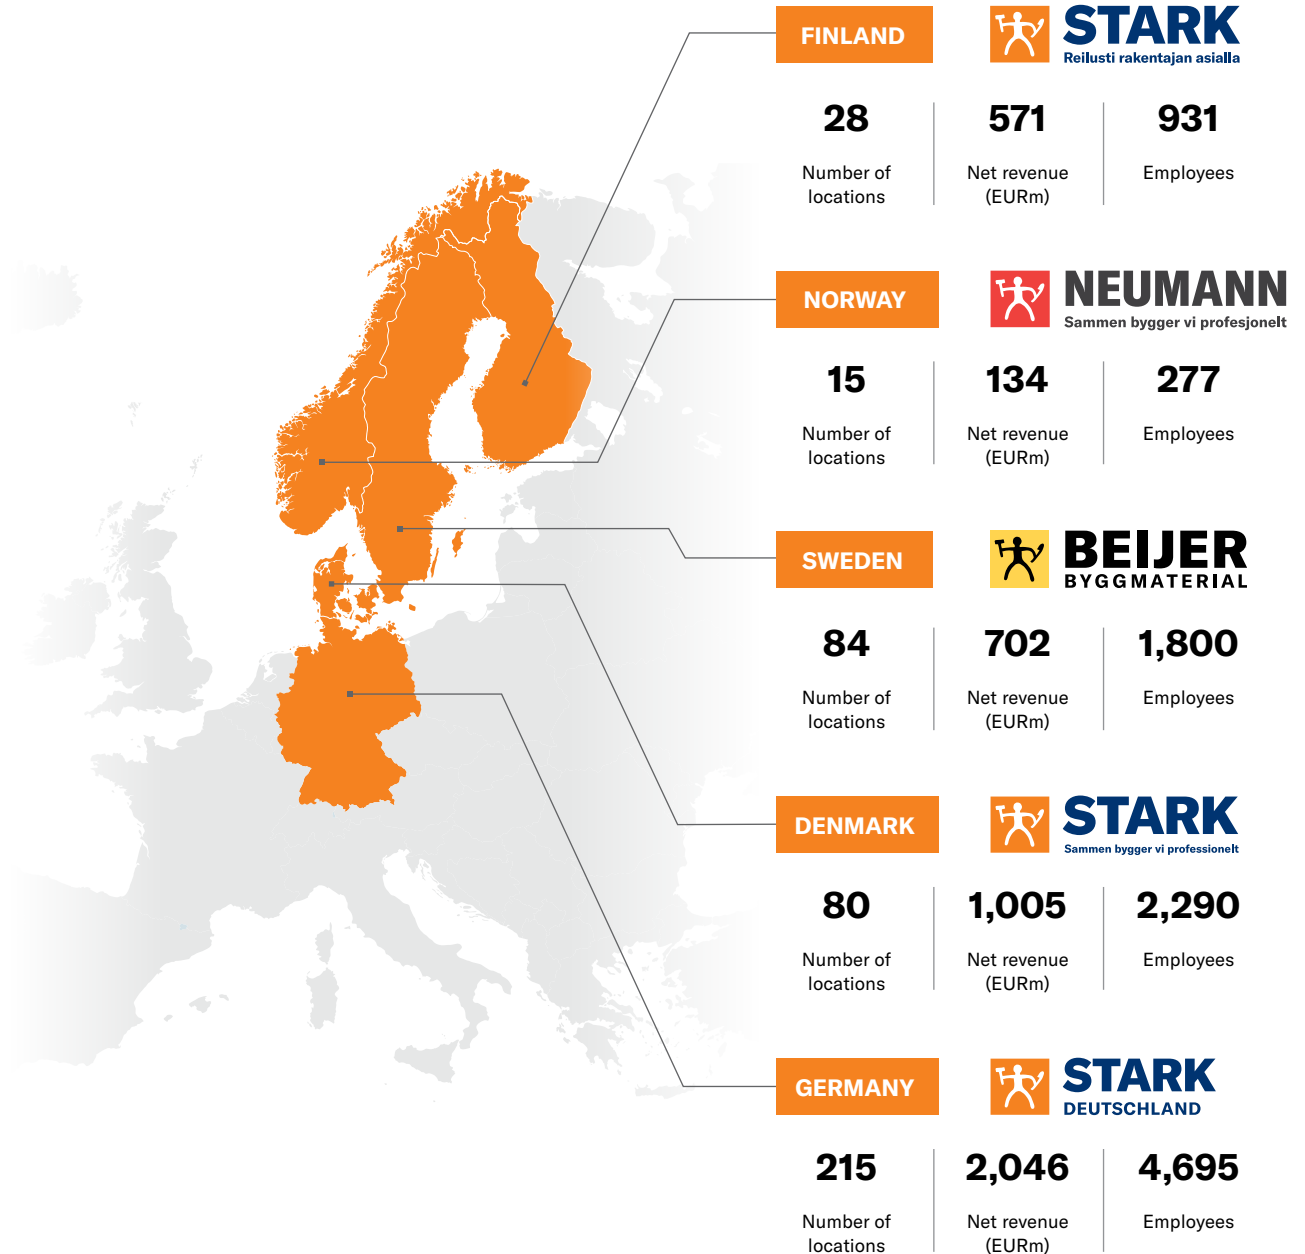 FINLAND
STARK
Reilusti rakentajan asialla
28
571
931
Number of
locations
Net revenue
(EURm)
Employees
NORWAY
NEUMANN
Sammen bygger vi profesjonelt
15
134
277
Number of
locations
Net revenue
(EURm)
Employees
SWEDEN
BEIJER
BYGGMATERIAL
84
702
1,800
Number of
locations
Net revenue
(EURm)
Employees
DENMARK
STARK
Sammen bygger vi professionelt
80
1,005
2,290
Number of
locations
Net revenue
(EURm)
Employees
GERMANY
STARK
DEUTSCHLAND
215
2,046
4,695
Number of
locations
Net revenue
(EURm)
Employees